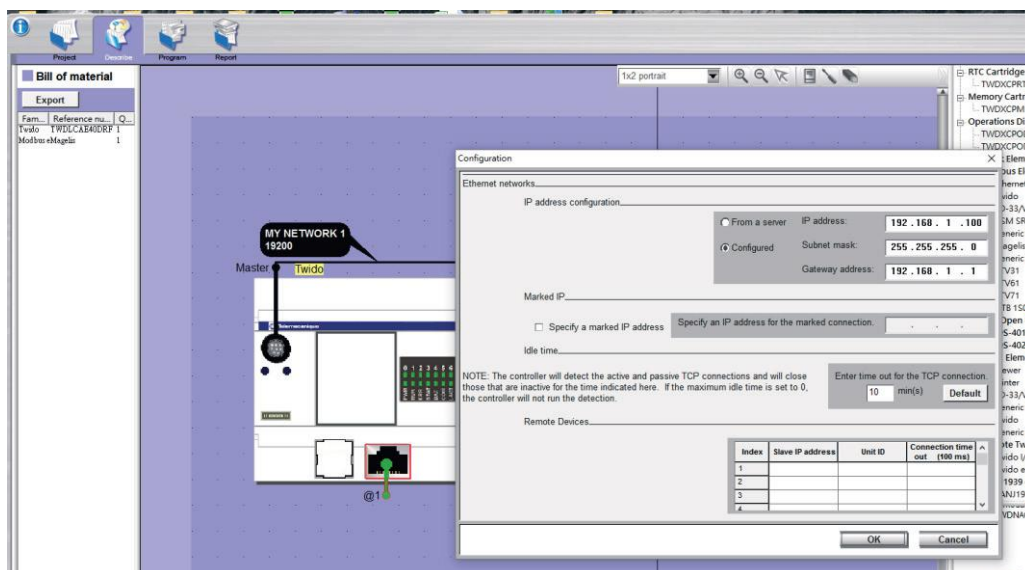 Project
Describe
Program
Report
Bill of material
Export
Fam... Reference nu... Q...
Twido TWDLCAE40DRF 1
Modbus eMagelis 1
1x2 portrait
MY NETWORK 1
19200
Master
Twido
Telemecanique
@1
Configuration
Ethernet networks
IP address configuration
From a server
IP address: 192.168.1.100
Configured
Subnet mask: 255.255.255.0
Gateway address: 192.168.1.1
Marked IP
Specify a marked IP address
Specify an IP address for the marked connection.
Idle time
NOTE: The controller will detect the active and passive TCP connections and will close
those that are inactive for the time indicated here. If the maximum idle time is set to 0,
the controller will not run the detection.
Enter time out for the TCP connection.
10 min(s) Default
Remote Devices
Index Slave IP address Unit ID Connection time
out (100 ms)
1
2
3
4
OK Cancel
RTC Cartridge
TWDXCPRT
Memory Cartr
TWDXCPM
Operations Di
TWDXCPO
TWDXCPO